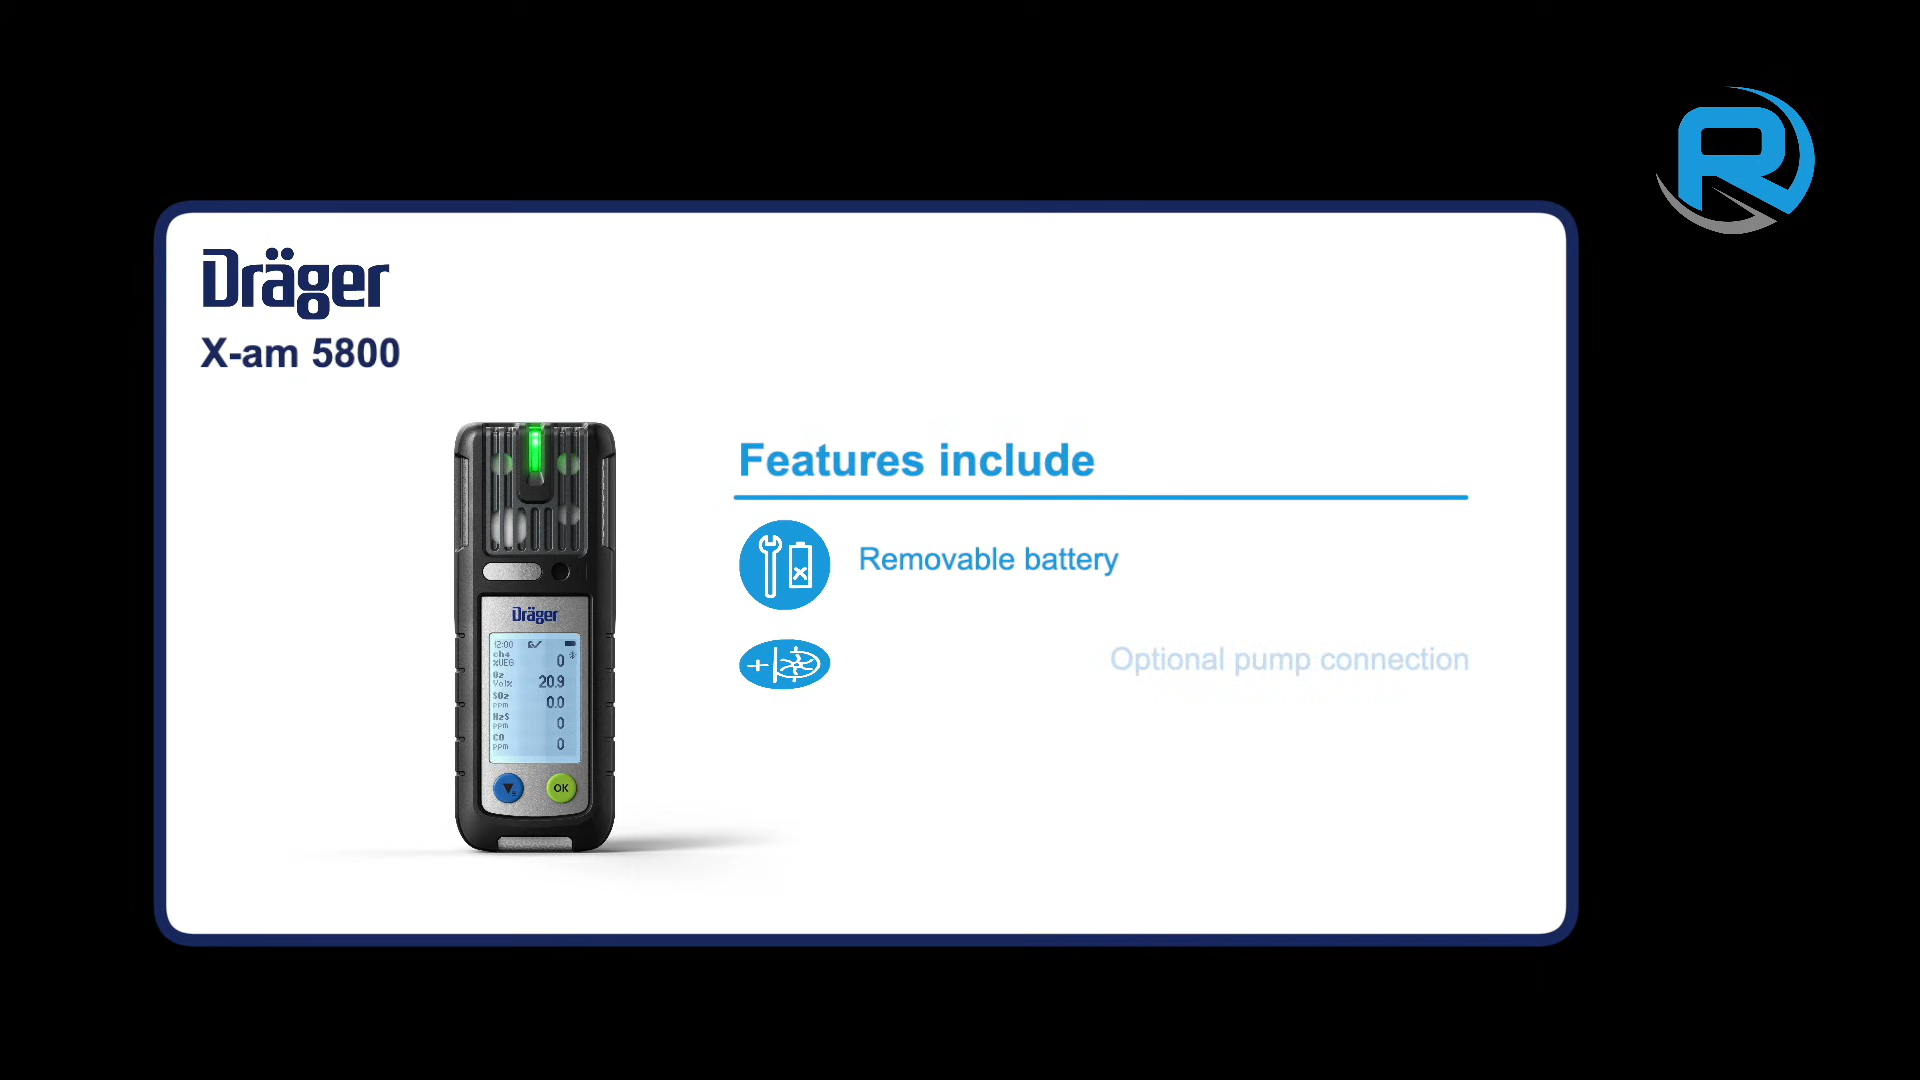 Dräger
X-am 5800
Features include
Removable battery
Optional pump connection
Dräger
12:00
ch4
%UEG 0
O2
Vol% 20.9
SO2
ppm 0.0
H2S
ppm 0
CO
ppm 0
OK
R